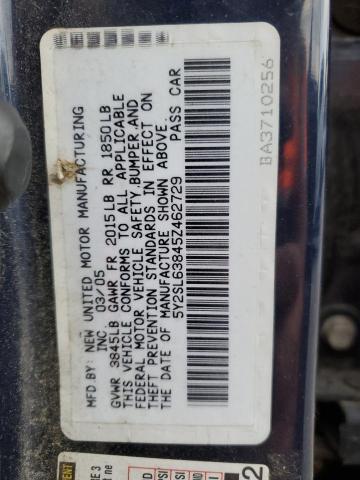 MFD BY: NEW UNITED MOTOR MANUFACTURING
INC 03/05
GVWR 3845LB GAWR FR 2015LB RR 1850LB
THIS VEHICLE CONFORMS TO ALL APPLICABLE
FEDERAL MOTOR VEHICLE SAFETY,BUMPER,AND
THEFT PREVENTION STANDARDS IN EFFECT ON
THE DATE OF MANUFACTURE SHOWN ABOVE.
5Y2SL63845Z462729 PASS CAR
BA3710256
2